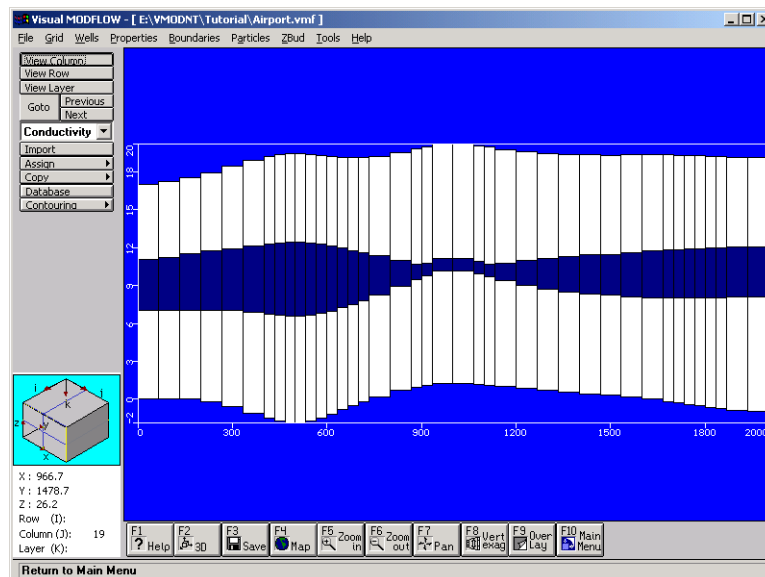 Visual MODFLOW - [ E:\VMODNT\Tutorial\Airport.vmf ]
File Grid Wells Properties Boundaries Particles ZBud Tools Help
View Column
View Row
View Layer
Goto Previous
Next
Conductivity
Import
Assign
Copy
Database
Contouring
20
18
15
12
9
6
3
0
-2
0 300 600 900 1200 1500 1800 2000
i j
k
z y
x
X : 966.7
Y : 1478.7
Z : 26.2
Row (I):
Column (J): 19
Layer (K):
F1 ? Help
F2 3D
F3 Save
F4 Map
F5 Zoom in
F6 Zoom out
F7 Pan
F8 Vert exag
F9 Over Lay
F10 Main Menu
Return to Main Menu